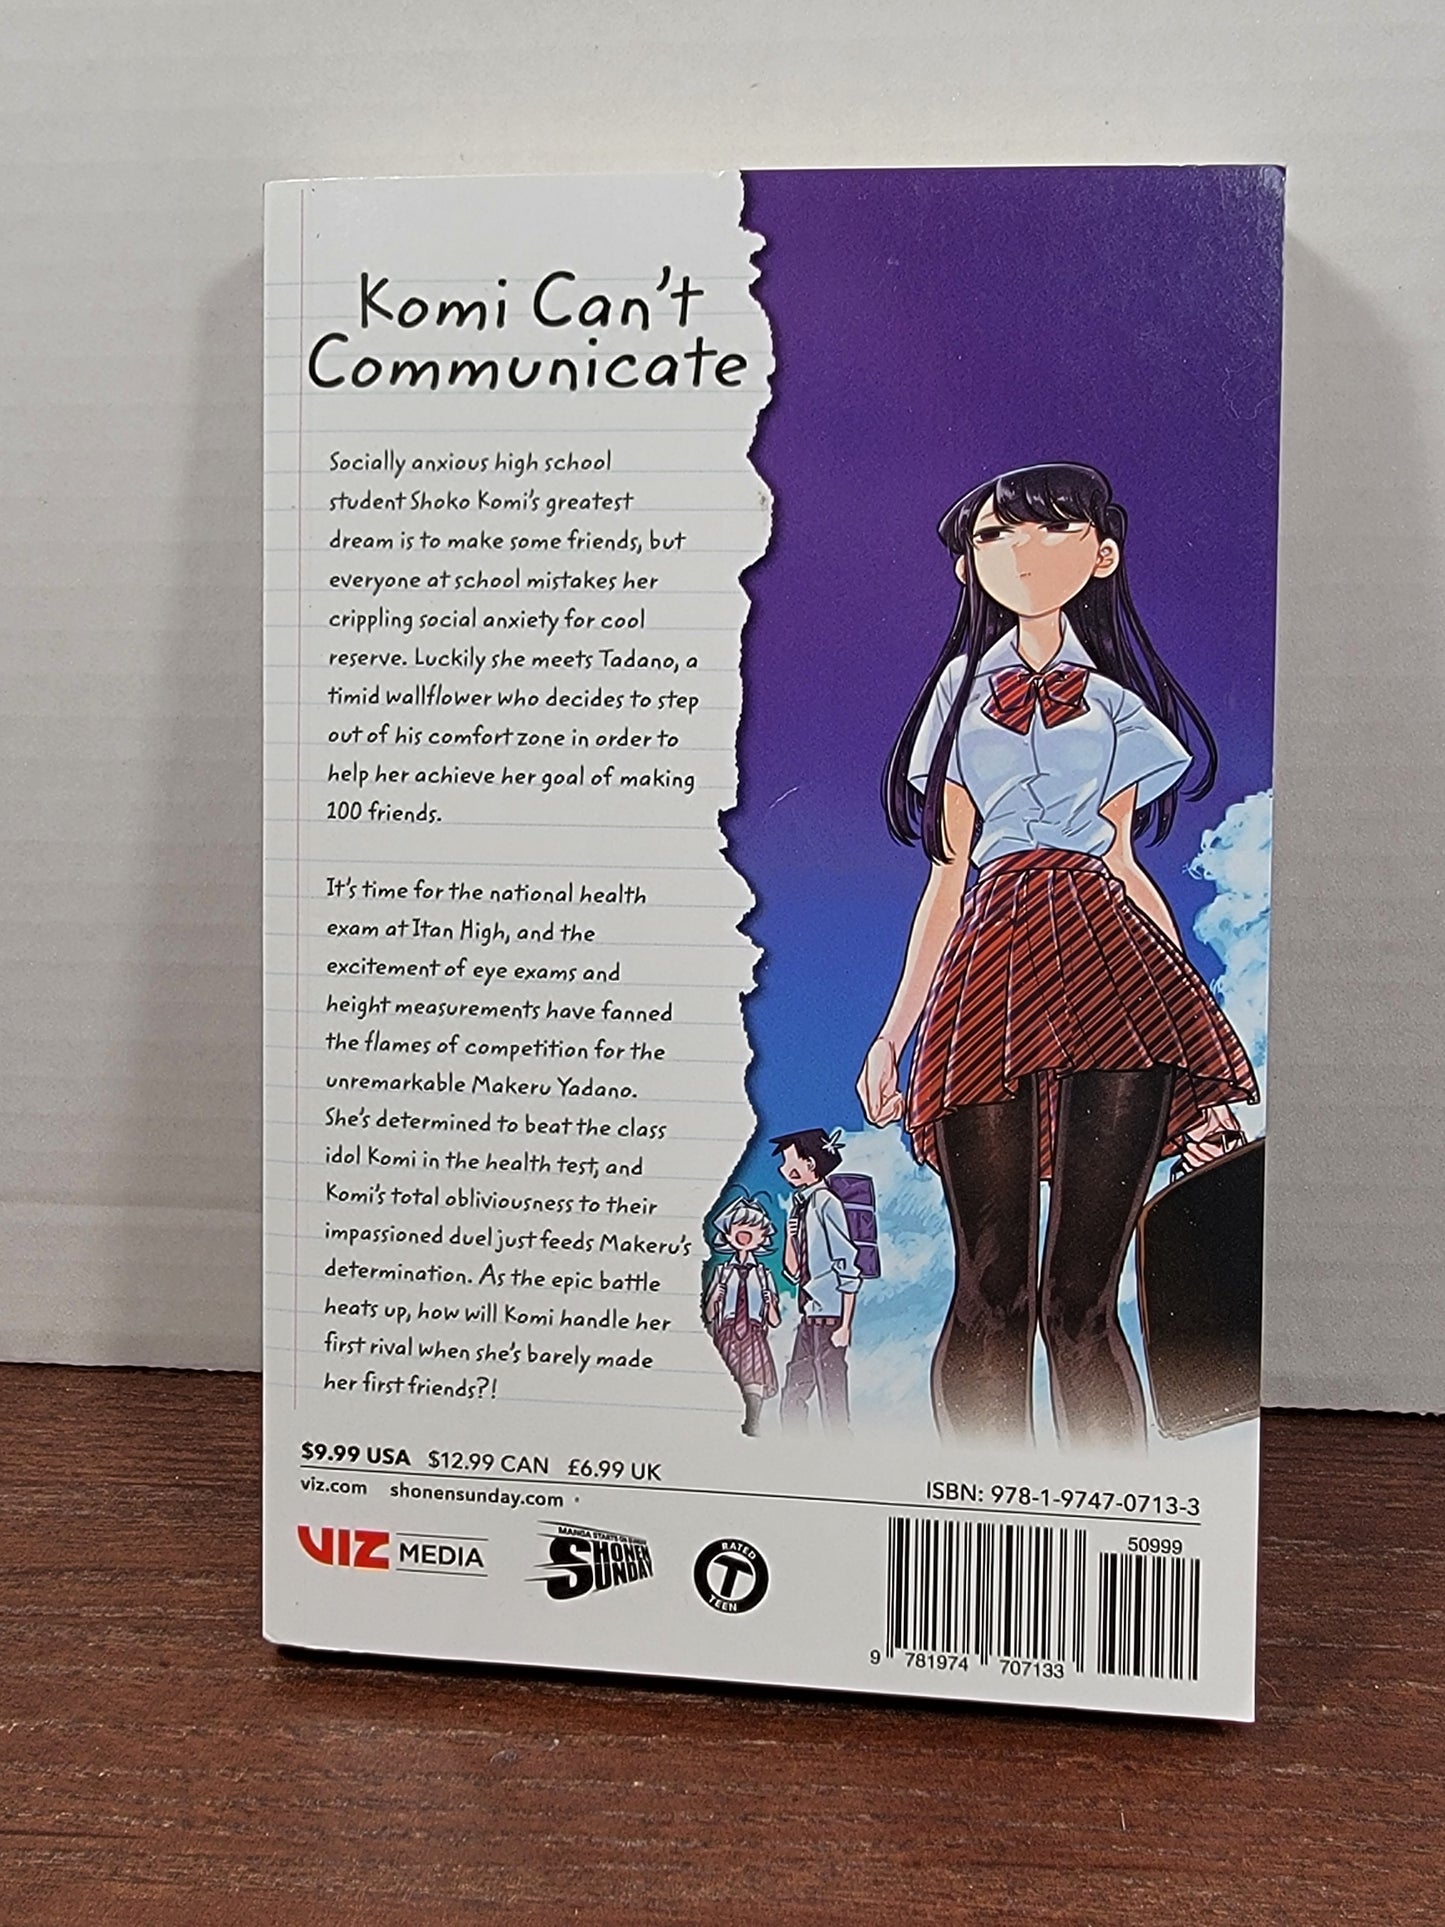 Komi Can't
Communicate
Socially anxious high school
student Shoko Komi's greatest
dream is to make some friends, but
everyone at school mistakes her
crippling social anxiety for cool
reserve. Luckily she meets Tadano, a
timid wallflower who decides to step
out of his comfort zone in order to
help her achieve her goal of making
100 friends.
It's time for the national health
exam at Itan High, and the
excitement of eye exams and
height measurements have fanned
the flames of competition for the
unremarkable Makeru Yadano.
She's determined to beat the class
idol Komi in the health test, and
Komi's total obliviousness to their
impassioned duel just feeds Makeru's
determination. As the epic battle
heats up, how will Komi handle her
first rival when she's barely made
her first friends?!
$9.99 USA $12.99 CAN £6.99 UK
viz.com shonensunday.com
ISBN: 978-1-9747-0713-3
VIZ MEDIA
MANGA STARTS ON SUNDAY
SHONEN
SUNDAY
RATED
T
TEEN
50999
9 781974 707133